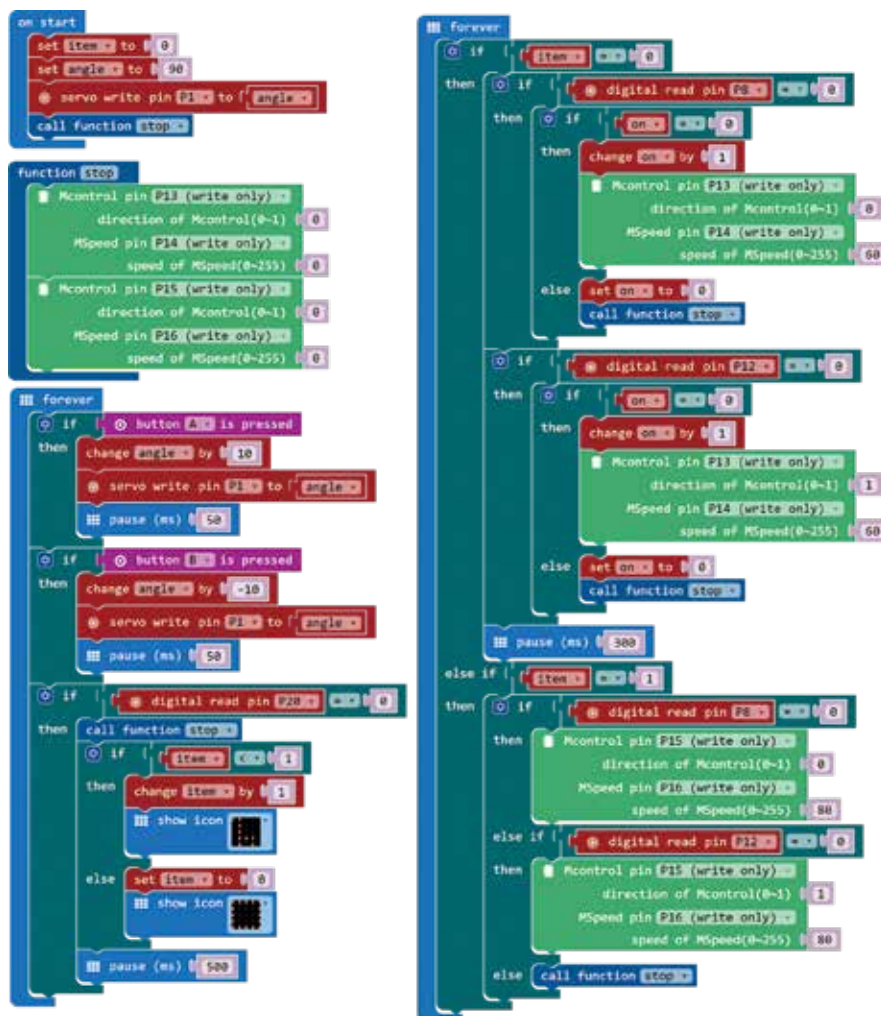 on start
set item to 0
set angle to 90
servo write pin P1 to angle
call function stop
function stop
Mcontrol pin P13 (write only)
direction of Mcontrol(0~1) 0
MSpeed pin P14 (write only)
speed of MSpeed(0~255) 0
Mcontrol pin P15 (write only)
direction of Mcontrol(0~1) 0
MSpeed pin P16 (write only)
speed of MSpeed(0~255) 0
forever
if button A is pressed
then change angle by 10
servo write pin P1 to angle
pause (ms) 50
if button B is pressed
then change angle by -10
servo write pin P1 to angle
pause (ms) 50
if digital read pin P20 = 0
then call function stop
if item < 1
then change item by 1
show icon
else set item to 0
show icon
pause (ms) 500
forever
if item = 0
then if digital read pin P8 = 0
then if on = 0
then change on by 1
Mcontrol pin P13 (write only)
direction of Mcontrol(0~1) 0
MSpeed pin P14 (write only)
speed of MSpeed(0~255) 60
else set on to 0
call function stop
if digital read pin P12 = 0
then if on = 0
then change on by 1
Mcontrol pin P13 (write only)
direction of Mcontrol(0~1) 1
MSpeed pin P14 (write only)
speed of MSpeed(0~255) 60
else set on to 0
call function stop
pause (ms) 300
else if item = 1
then if digital read pin P8 = 0
then Mcontrol pin P15 (write only)
direction of Mcontrol(0~1) 0
MSpeed pin P16 (write only)
speed of MSpeed(0~255) 80
else if digital read pin P12 = 0
then Mcontrol pin P15 (write only)
direction of Mcontrol(0~1) 1
MSpeed pin P16 (write only)
speed of MSpeed(0~255) 80
else call function stop